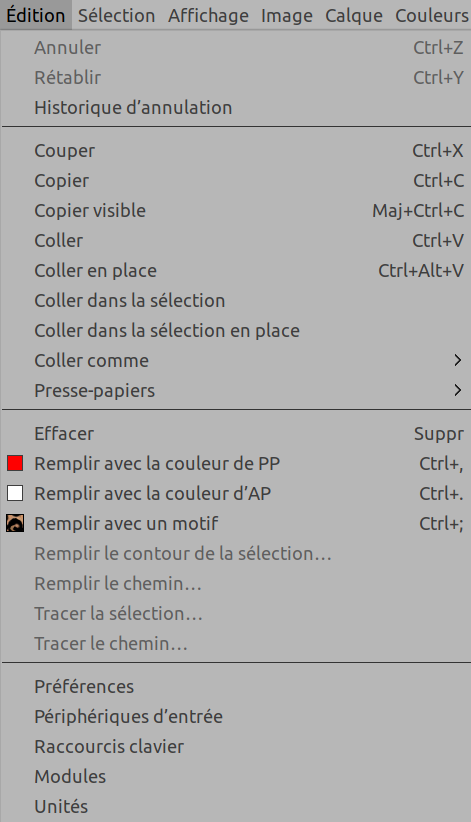 Édition Sélection Affichage Image Calque Couleurs
Annuler Ctrl+Z
Rétablir Ctrl+Y
Historique d’annulation
Couper Ctrl+X
Copier Ctrl+C
Copier visible Maj+Ctrl+C
Coller Ctrl+V
Coller en place Ctrl+Alt+V
Coller dans la sélection
Coller dans la sélection en place
Coller comme
Presse-papiers
Effacer Suppr
Remplir avec la couleur de PP Ctrl+,
Remplir avec la couleur d’AP Ctrl+.
Remplir avec un motif Ctrl+;
Remplir le contour de la sélection…
Remplir le chemin…
Tracer la sélection…
Tracer le chemin…
Préférences
Périphériques d’entrée
Raccourcis clavier
Modules
Unités